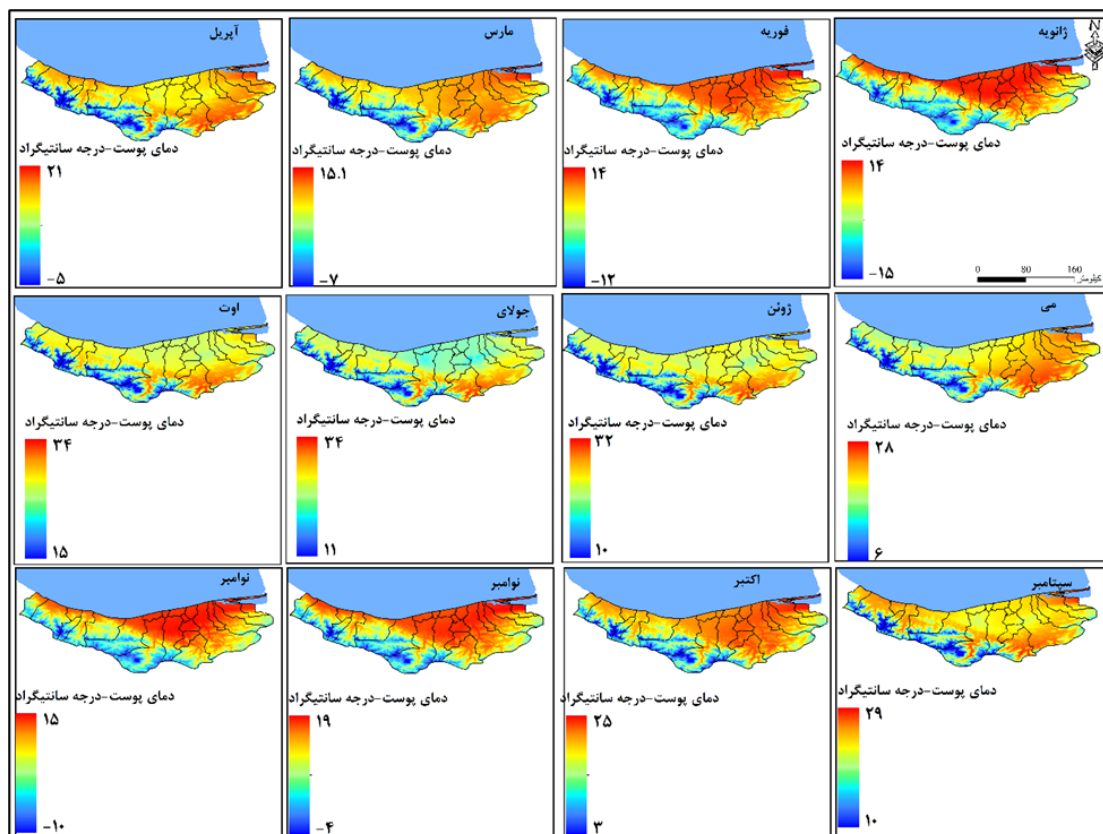 ژانویه
N
دمای پوست-درجه سانتیگراد
۱۴
-۱۵
0 80 160
کیلومتر
فوریه
دمای پوست-درجه سانتیگراد
۱۴
-۱۲
مارس
دمای پوست-درجه سانتیگراد
۱۵.۱
-۷
آپریل
دمای پوست-درجه سانتیگراد
۲۱
-۵
می
دمای پوست-درجه سانتیگراد
۲۸
۶
ژوئن
دمای پوست-درجه سانتیگراد
۳۲
۱۰
جولای
دمای پوست-درجه سانتیگراد
۳۴
۱۱
اوت
دمای پوست-درجه سانتیگراد
۳۴
۱۵
سپتامبر
دمای پوست-درجه سانتیگراد
۲۹
۱۰
اکتبر
دمای پوست-درجه سانتیگراد
۲۵
۳
نوامبر
دمای پوست-درجه سانتیگراد
۱۹
-۴
نوامبر
دمای پوست-درجه سانتیگراد
۱۵
-۱۰